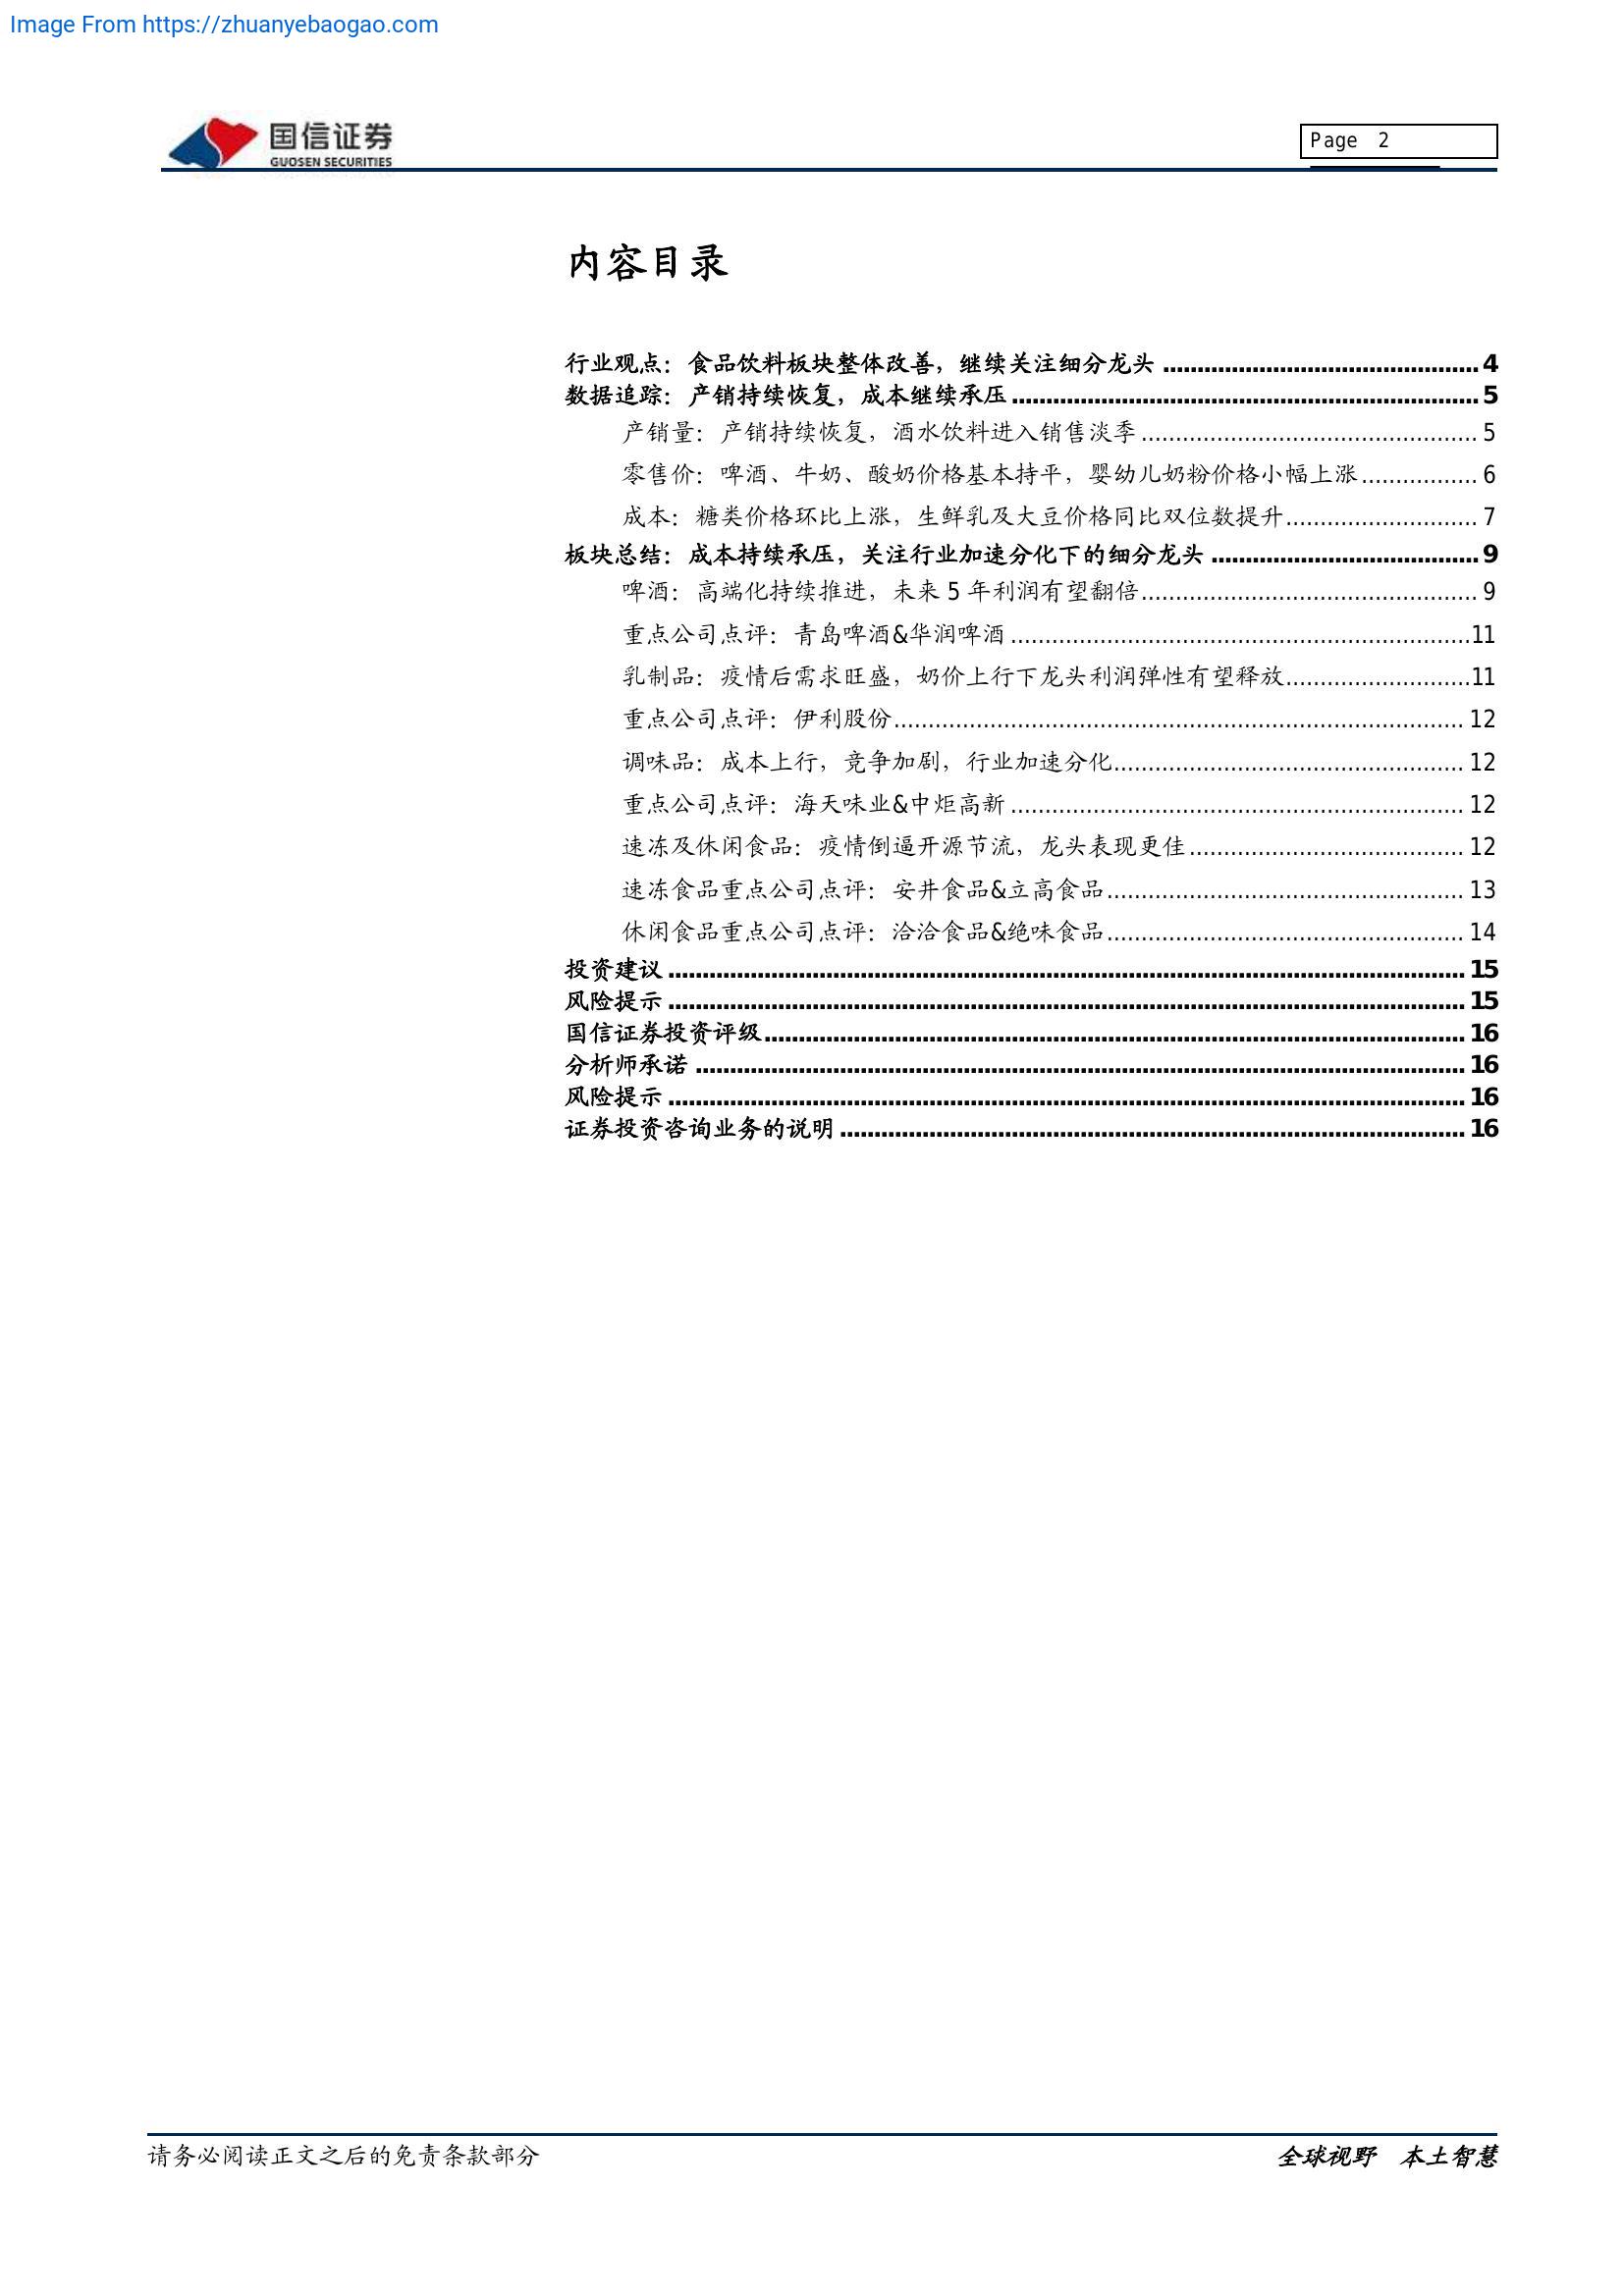 Image From https://zhuanyebaogao.com
国信证券
GUOSEN SECURITIES
Page 2
内容目录
行业观点：食品饮料板块整体改善，继续关注细分龙头 ................................................ 4
数据追踪：产销持续恢复，成本继续承压 ..................................................................... 5
产销量：产销持续恢复，酒水饮料进入销售淡季 ................................................. 5
零售价：啤酒、牛奶、酸奶价格基本持平，婴幼儿奶粉价格小幅上涨 ................. 6
成本：糖类价格环比上涨，生鲜乳及大豆价格同比双位数提升 ............................ 7
板块总结：成本持续承压，关注行业加速分化下的细分龙头 ....................................... 9
啤酒：高端化持续推进，未来 5 年利润有望翻倍 ................................................. 9
重点公司点评：青岛啤酒&华润啤酒 ................................................................... 11
乳制品：疫情后需求旺盛，奶价上行下龙头利润弹性有望释放 ........................... 11
重点公司点评：伊利股份 .................................................................................... 12
调味品：成本上行，竞争加剧，行业加速分化 ................................................... 12
重点公司点评：海天味业&中炬高新 .................................................................. 12
速冻及休闲食品：疫情倒逼开源节流，龙头表现更佳 ........................................ 12
速冻食品重点公司点评：安井食品&立高食品 .................................................... 13
休闲食品重点公司点评：洽洽食品&绝味食品 .................................................... 14
投资建议 ..................................................................................................................... 15
风险提示 ..................................................................................................................... 15
国信证券投资评级 ....................................................................................................... 16
分析师承诺 ................................................................................................................. 16
风险提示 ..................................................................................................................... 16
证券投资咨询业务的说明 ............................................................................................ 16
请务必阅读正文之后的免责条款部分
全球视野 本土智慧